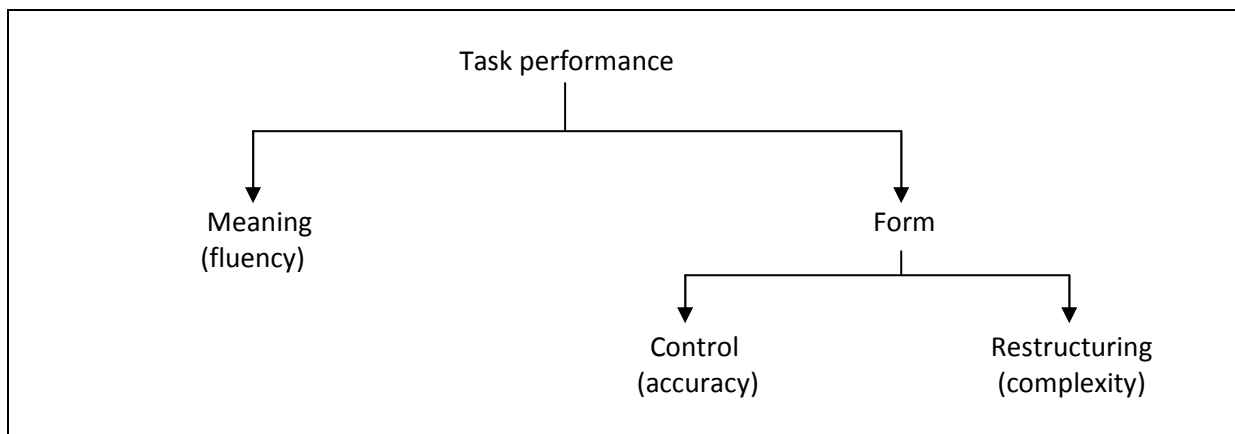 Task performance
Meaning
(fluency)
Form
Control
(accuracy)
Restructuring
(complexity)